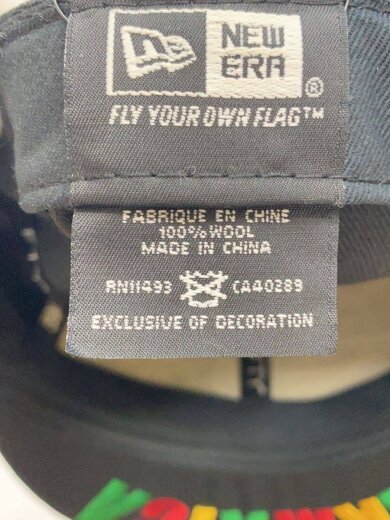 NEW
ERA
®
FLY YOUR OWN FLAG™
FABRIQUE EN CHINE
100% WOOL
MADE IN CHINA
RN11493 CA40289
EXCLUSIVE OF DECORATION